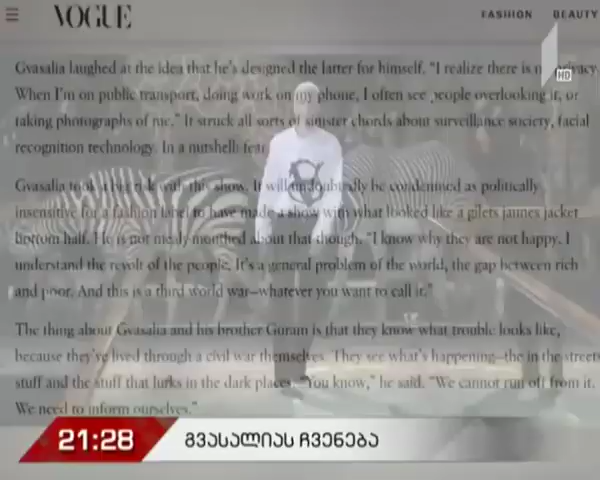 VOGUE
FASHION BEAUTY
HD
Gvasalia laughed at the idea that he's designed the latter for himself. "I realize there is no privacy.
When I'm on public transport, doing work on my phone, I often see people overlooking it, or
taking photographs of me." It struck all sorts of sinister chords about surveillance society, facial
recognition technology. In a nutshell: fear
Gvasalia took a big risk with this show. It will undoubtedly be condemned as politically
insensitive for a fashion label to have made a show with what looked like a gilets jaunes jacket
bottom half. He is not mealy-mouthed about that though. "I know why they are not happy. I
understand the revolt of the people. It's a general problem of the world, the gap between rich
and poor. And this is a third world war—whatever you want to call it."
The thing about Gvasalia and his brother Guram is that they know what trouble looks like,
because they've lived through a civil war themselves. They see what's happening—the in the streets
stuff and the stuff that lurks in the dark places. "You know," he said. "We cannot run off from it.
We need to inform ourselves."
21:28 გვასალიას ჩვენება